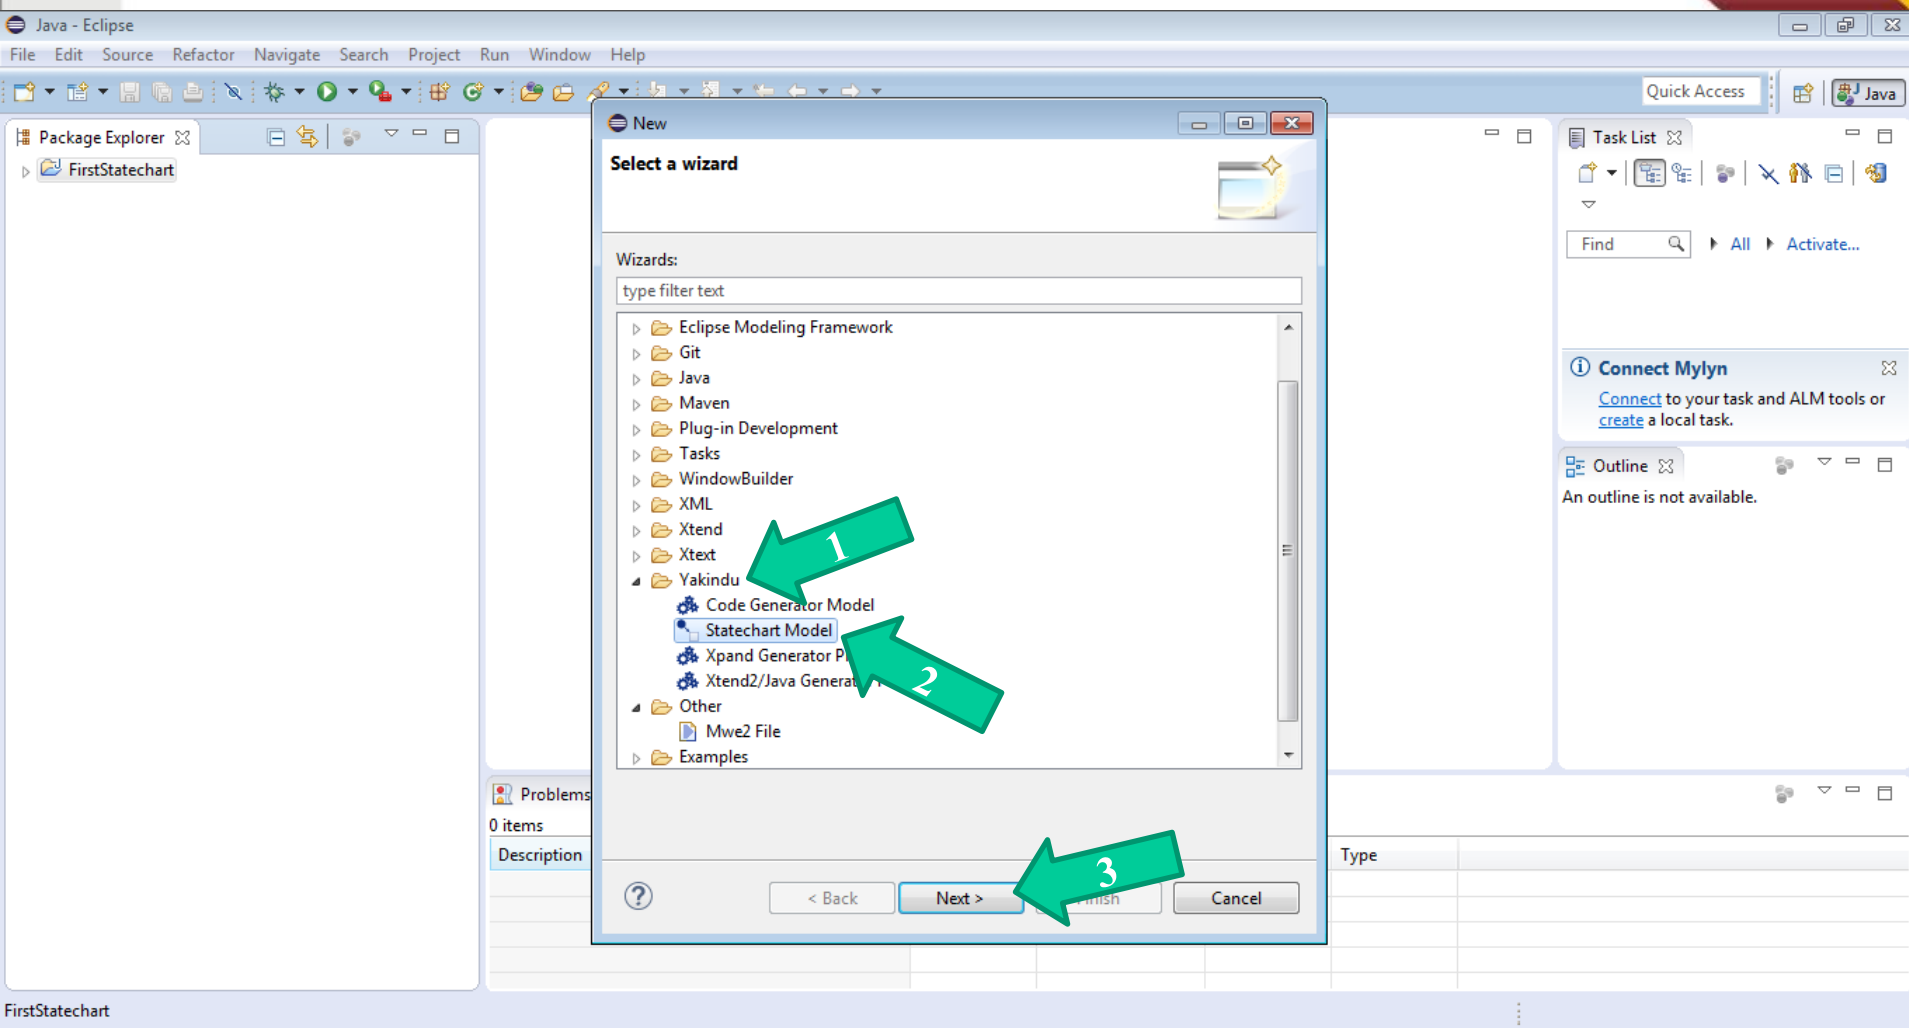 Java - Eclipse
File Edit Source Refactor Navigate Search Project Run Window Help
Quick Access
Java
Package Explorer
FirstStatechart
New
Select a wizard
Wizards:
type filter text
Eclipse Modeling Framework
Git
Java
Maven
Plug-in Development
Tasks
WindowBuilder
XML
Xtend
Xtext
1
Yakindu
Code Generator Model
Statechart Model
Xpand Generator
2
Xtend2/Java
Other
Mwe2 File
Examples
< Back
Next >
3
Cancel
Task List
Find
All
Activate...
Connect Mylyn
Connect to your task and ALM tools or
create a local task.
Outline
An outline is not available.
Problems
0 items
Description
Type
FirstStatechart